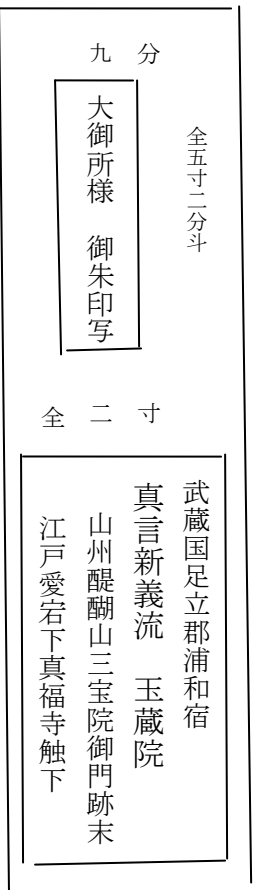 全五寸二分斗
九分
大御所様　御朱印写
全二寸
武蔵国足立郡浦和宿
真言新義流　玉蔵院
山州醍醐山三宝院御門跡末
江戸愛宕下真福寺触下